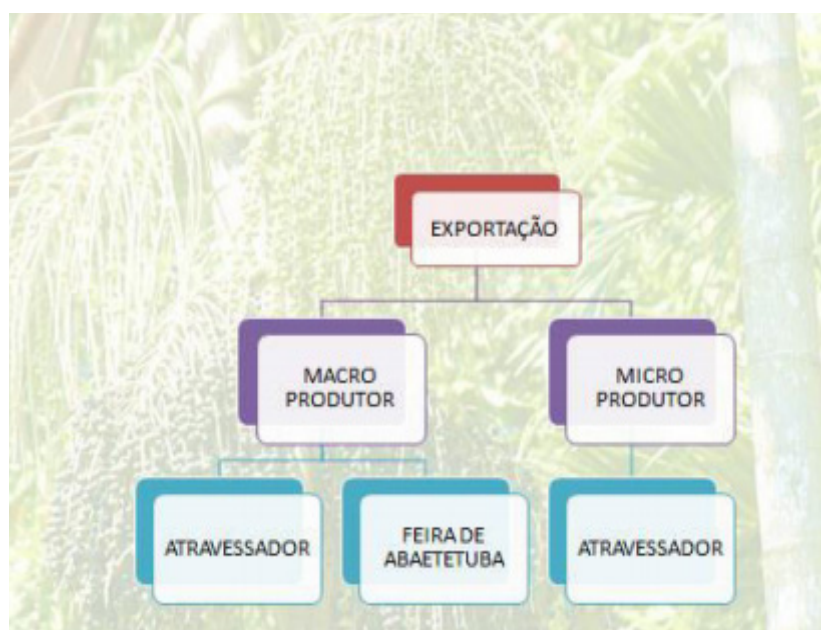 EXPORTAÇÃO
MACRO
PRODUTOR
MICRO
PRODUTOR
ATRAVESSADOR
FEIRA DE
ABAETETUBA
ATRAVESSADOR